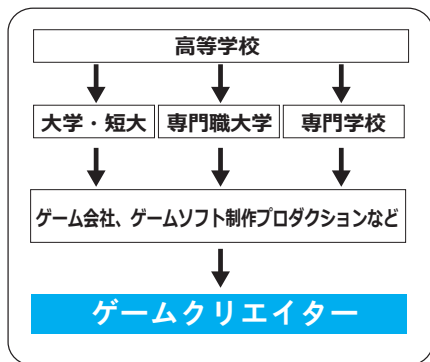 高等学校
大学・短大 専門職大学 専門学校
ゲーム会社、ゲームソフト制作プロダクションなど
ゲームクリエイター